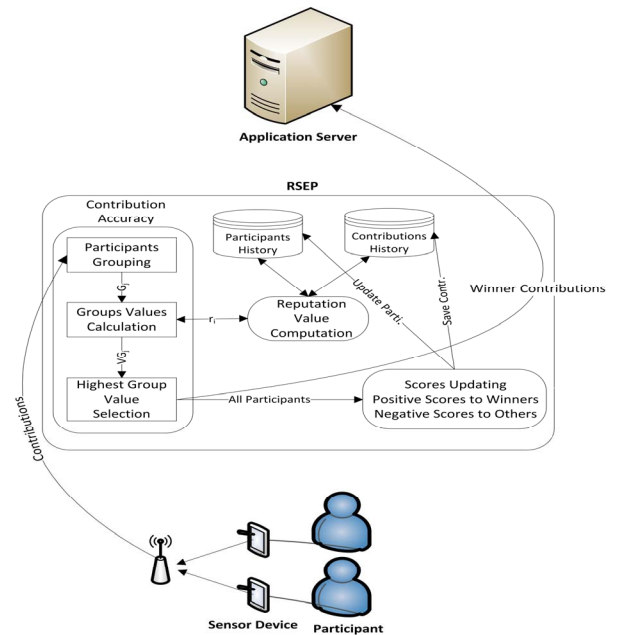 Application Server
RSEP
Contribution
Accuracy
Participants
Grouping
Gj
Groups Values
Calculation
VGj
Highest Group
Value
Selection
Participants
History
Contributions
History
ri
Reputation
Value
Computation
Update Parti.
Save Contr.
Winner Contributions
All Participants
Scores Updating
Positive Scores to Winners
Negative Scores to Others
Contributions
Sensor Device
Participant